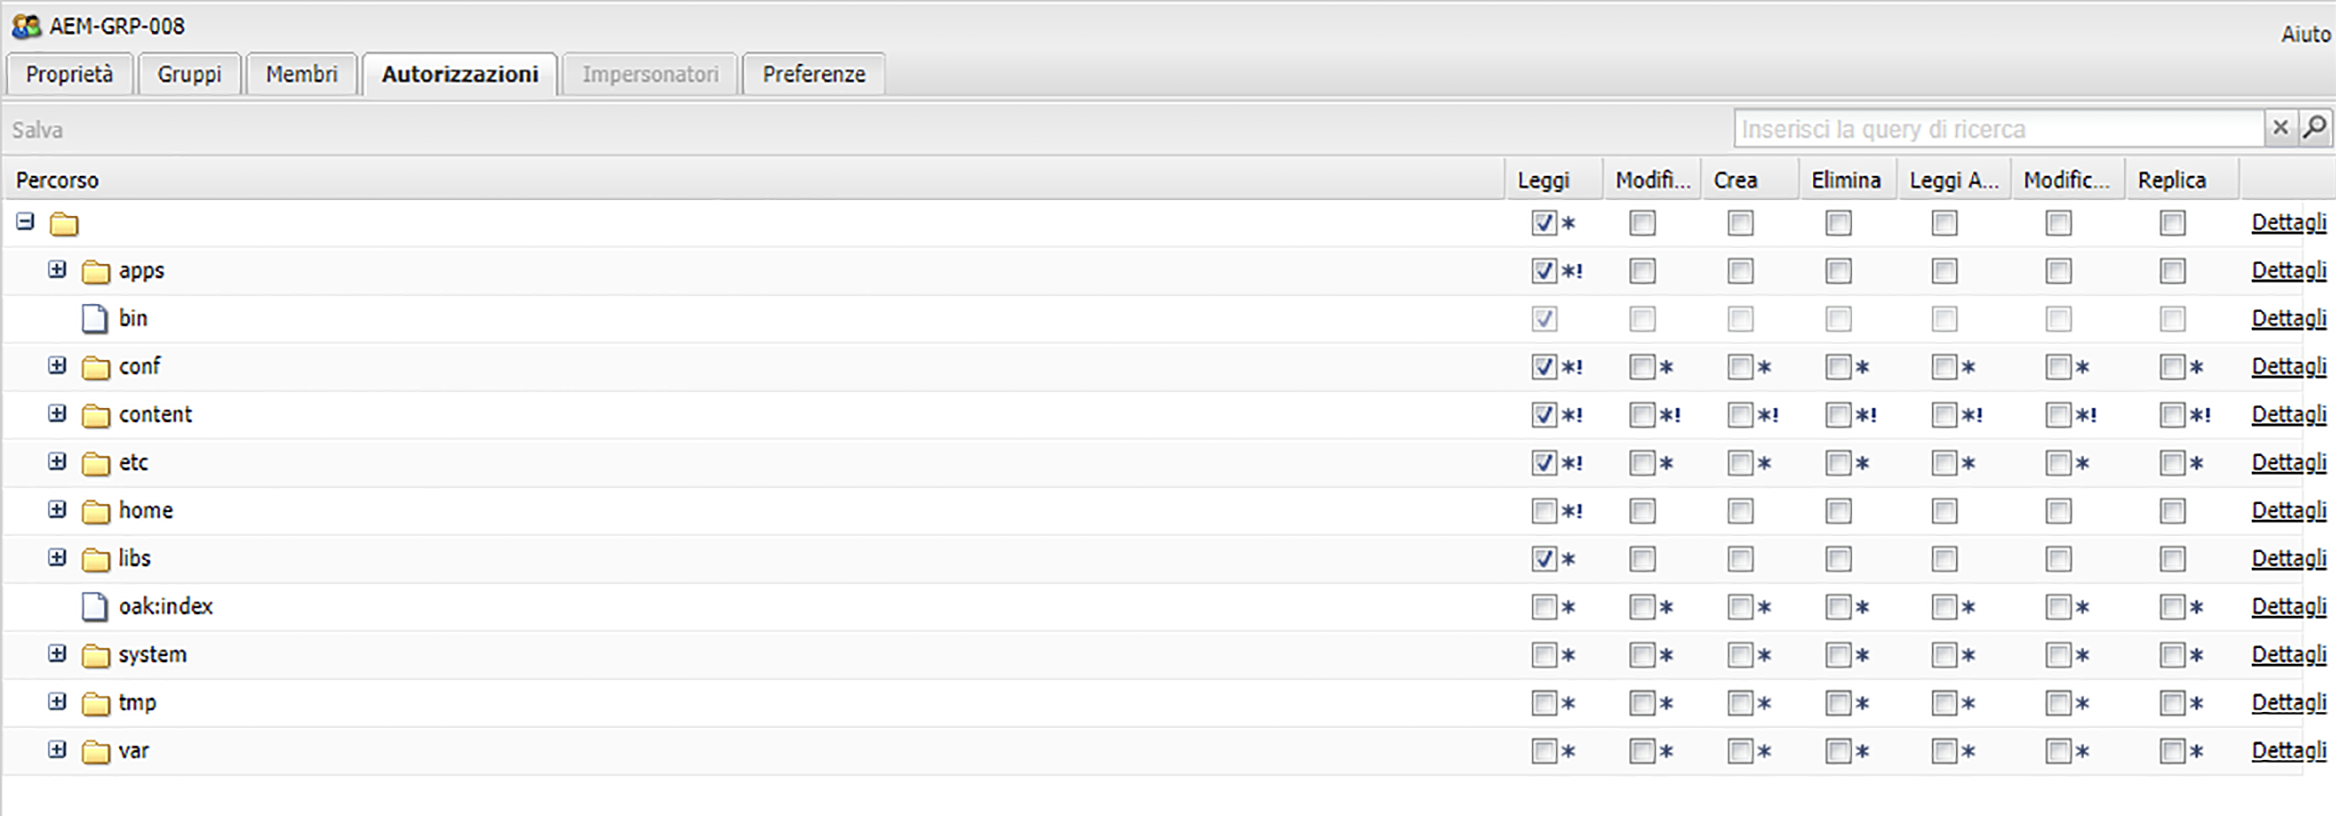 AEM-GRP-008
Aiuto
Proprietà Gruppi Membri Autorizzazioni Impersonatori Preferenze
Salva Inserisci la query di ricerca
Percorso Leggi Modifi... Crea Elimina Leggi A... Modific... Replica
* Dettagli
apps *! Dettagli
bin Dettagli
conf *! * * * * * * Dettagli
content *! *! *! *! *! *! *! Dettagli
etc *! * * * * * * Dettagli
home *! Dettagli
libs * Dettagli
oak:index * * * * * * * Dettagli
system * * * * * * * Dettagli
tmp * * * * * * * Dettagli
var * * * * * * * Dettagli